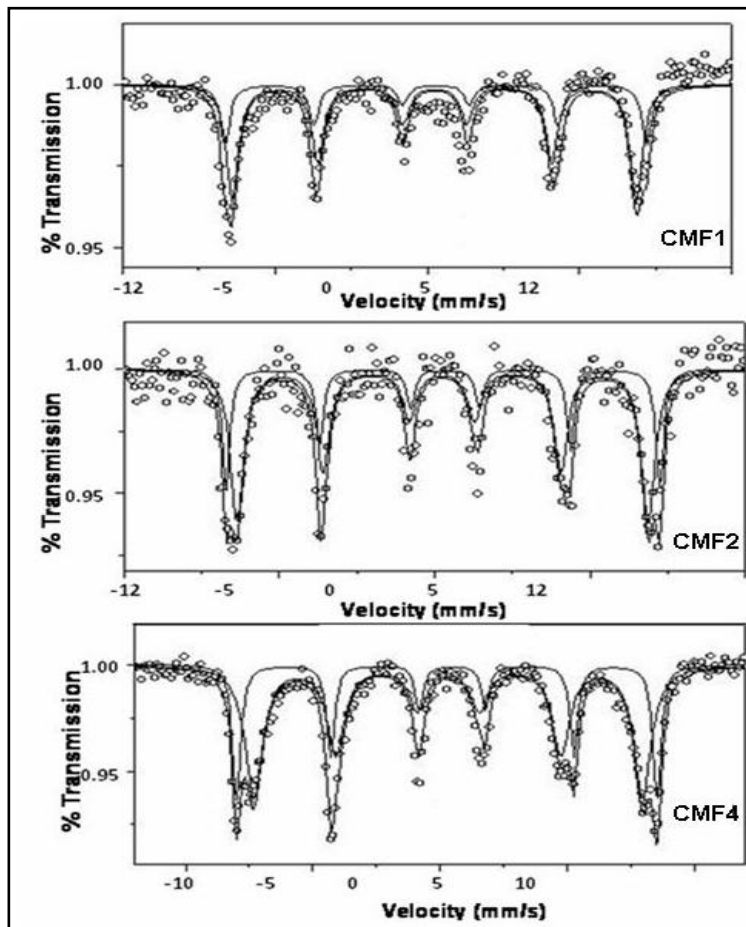 % Transmission
1.00
0.95
CMF1
-12 -5 0 5 12
Velocity (mm/s)
% Transmission
1.00
0.95
CMF2
-12 -5 0 5 12
Velocity (mm/s)
% Transmission
1.00
0.95
CMF4
-10 -5 0 5 10
Velocity (mm/s)